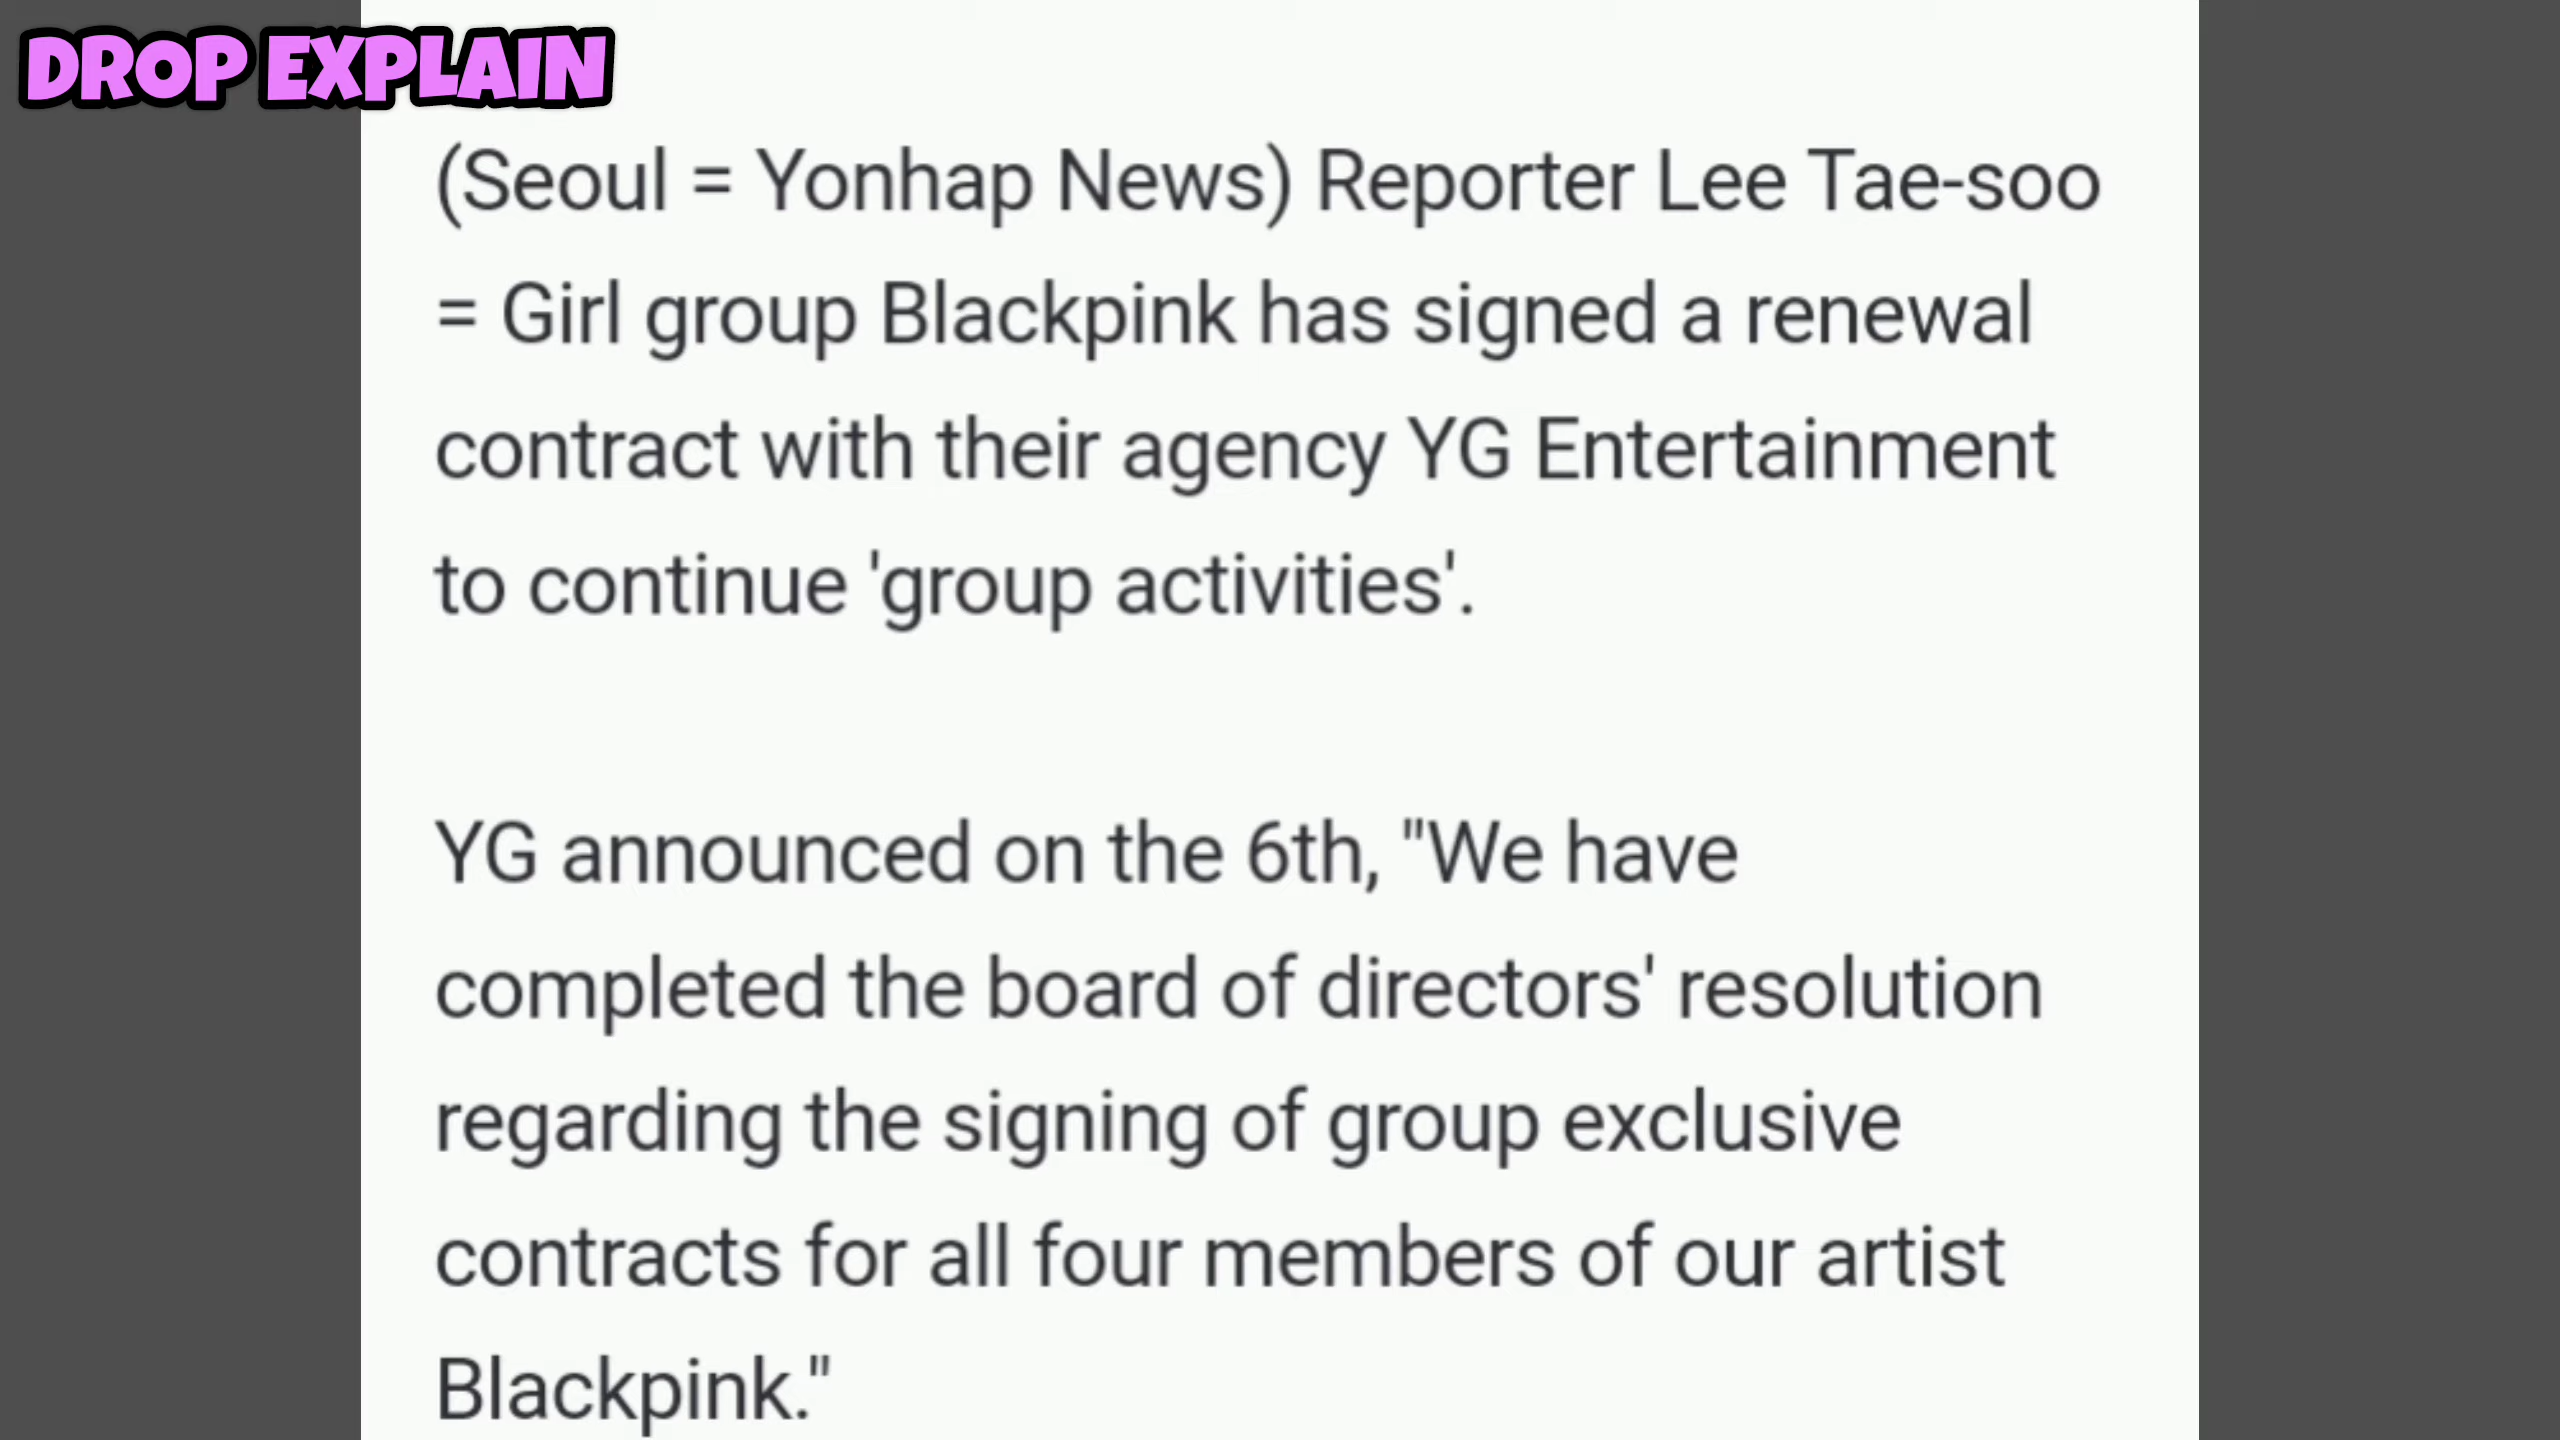 DROP EXPLAIN
(Seoul = Yonhap News) Reporter Lee Tae-soo
= Girl group Blackpink has signed a renewal
contract with their agency YG Entertainment
to continue 'group activities'.
YG announced on the 6th, "We have
completed the board of directors' resolution
regarding the signing of group exclusive
contracts for all four members of our artist
Blackpink."